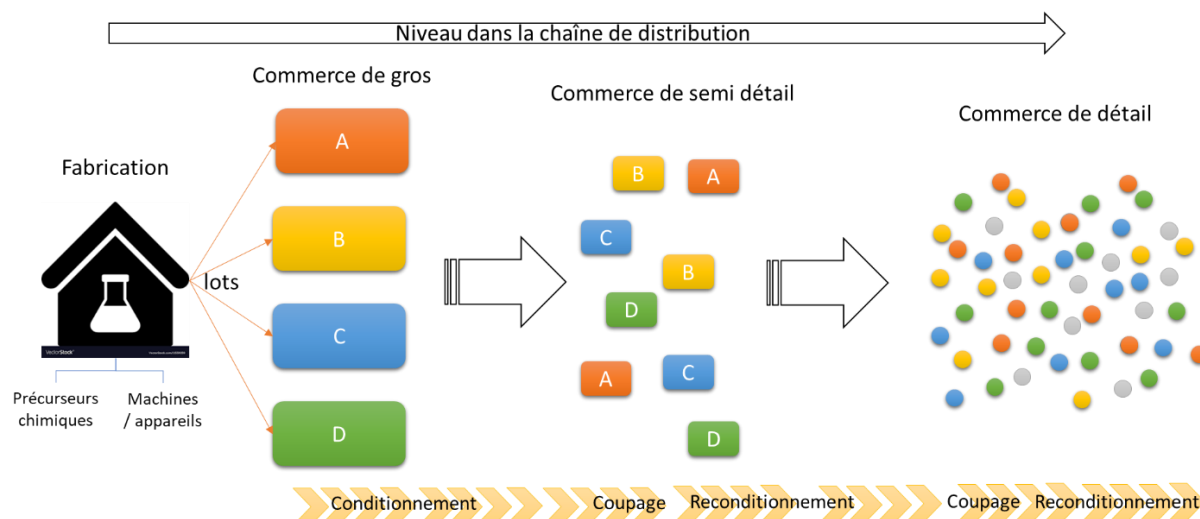 Niveau dans la chaîne de distribution
Commerce de gros
Commerce de semi détail
Commerce de détail
Fabrication
lots
A
B
C
D
B
A
C
B
D
A
C
D
VectorStock
Précurseurs
chimiques
Machines
/ appareils
Conditionnement
Coupage
Reconditionnement
Coupage
Reconditionnement